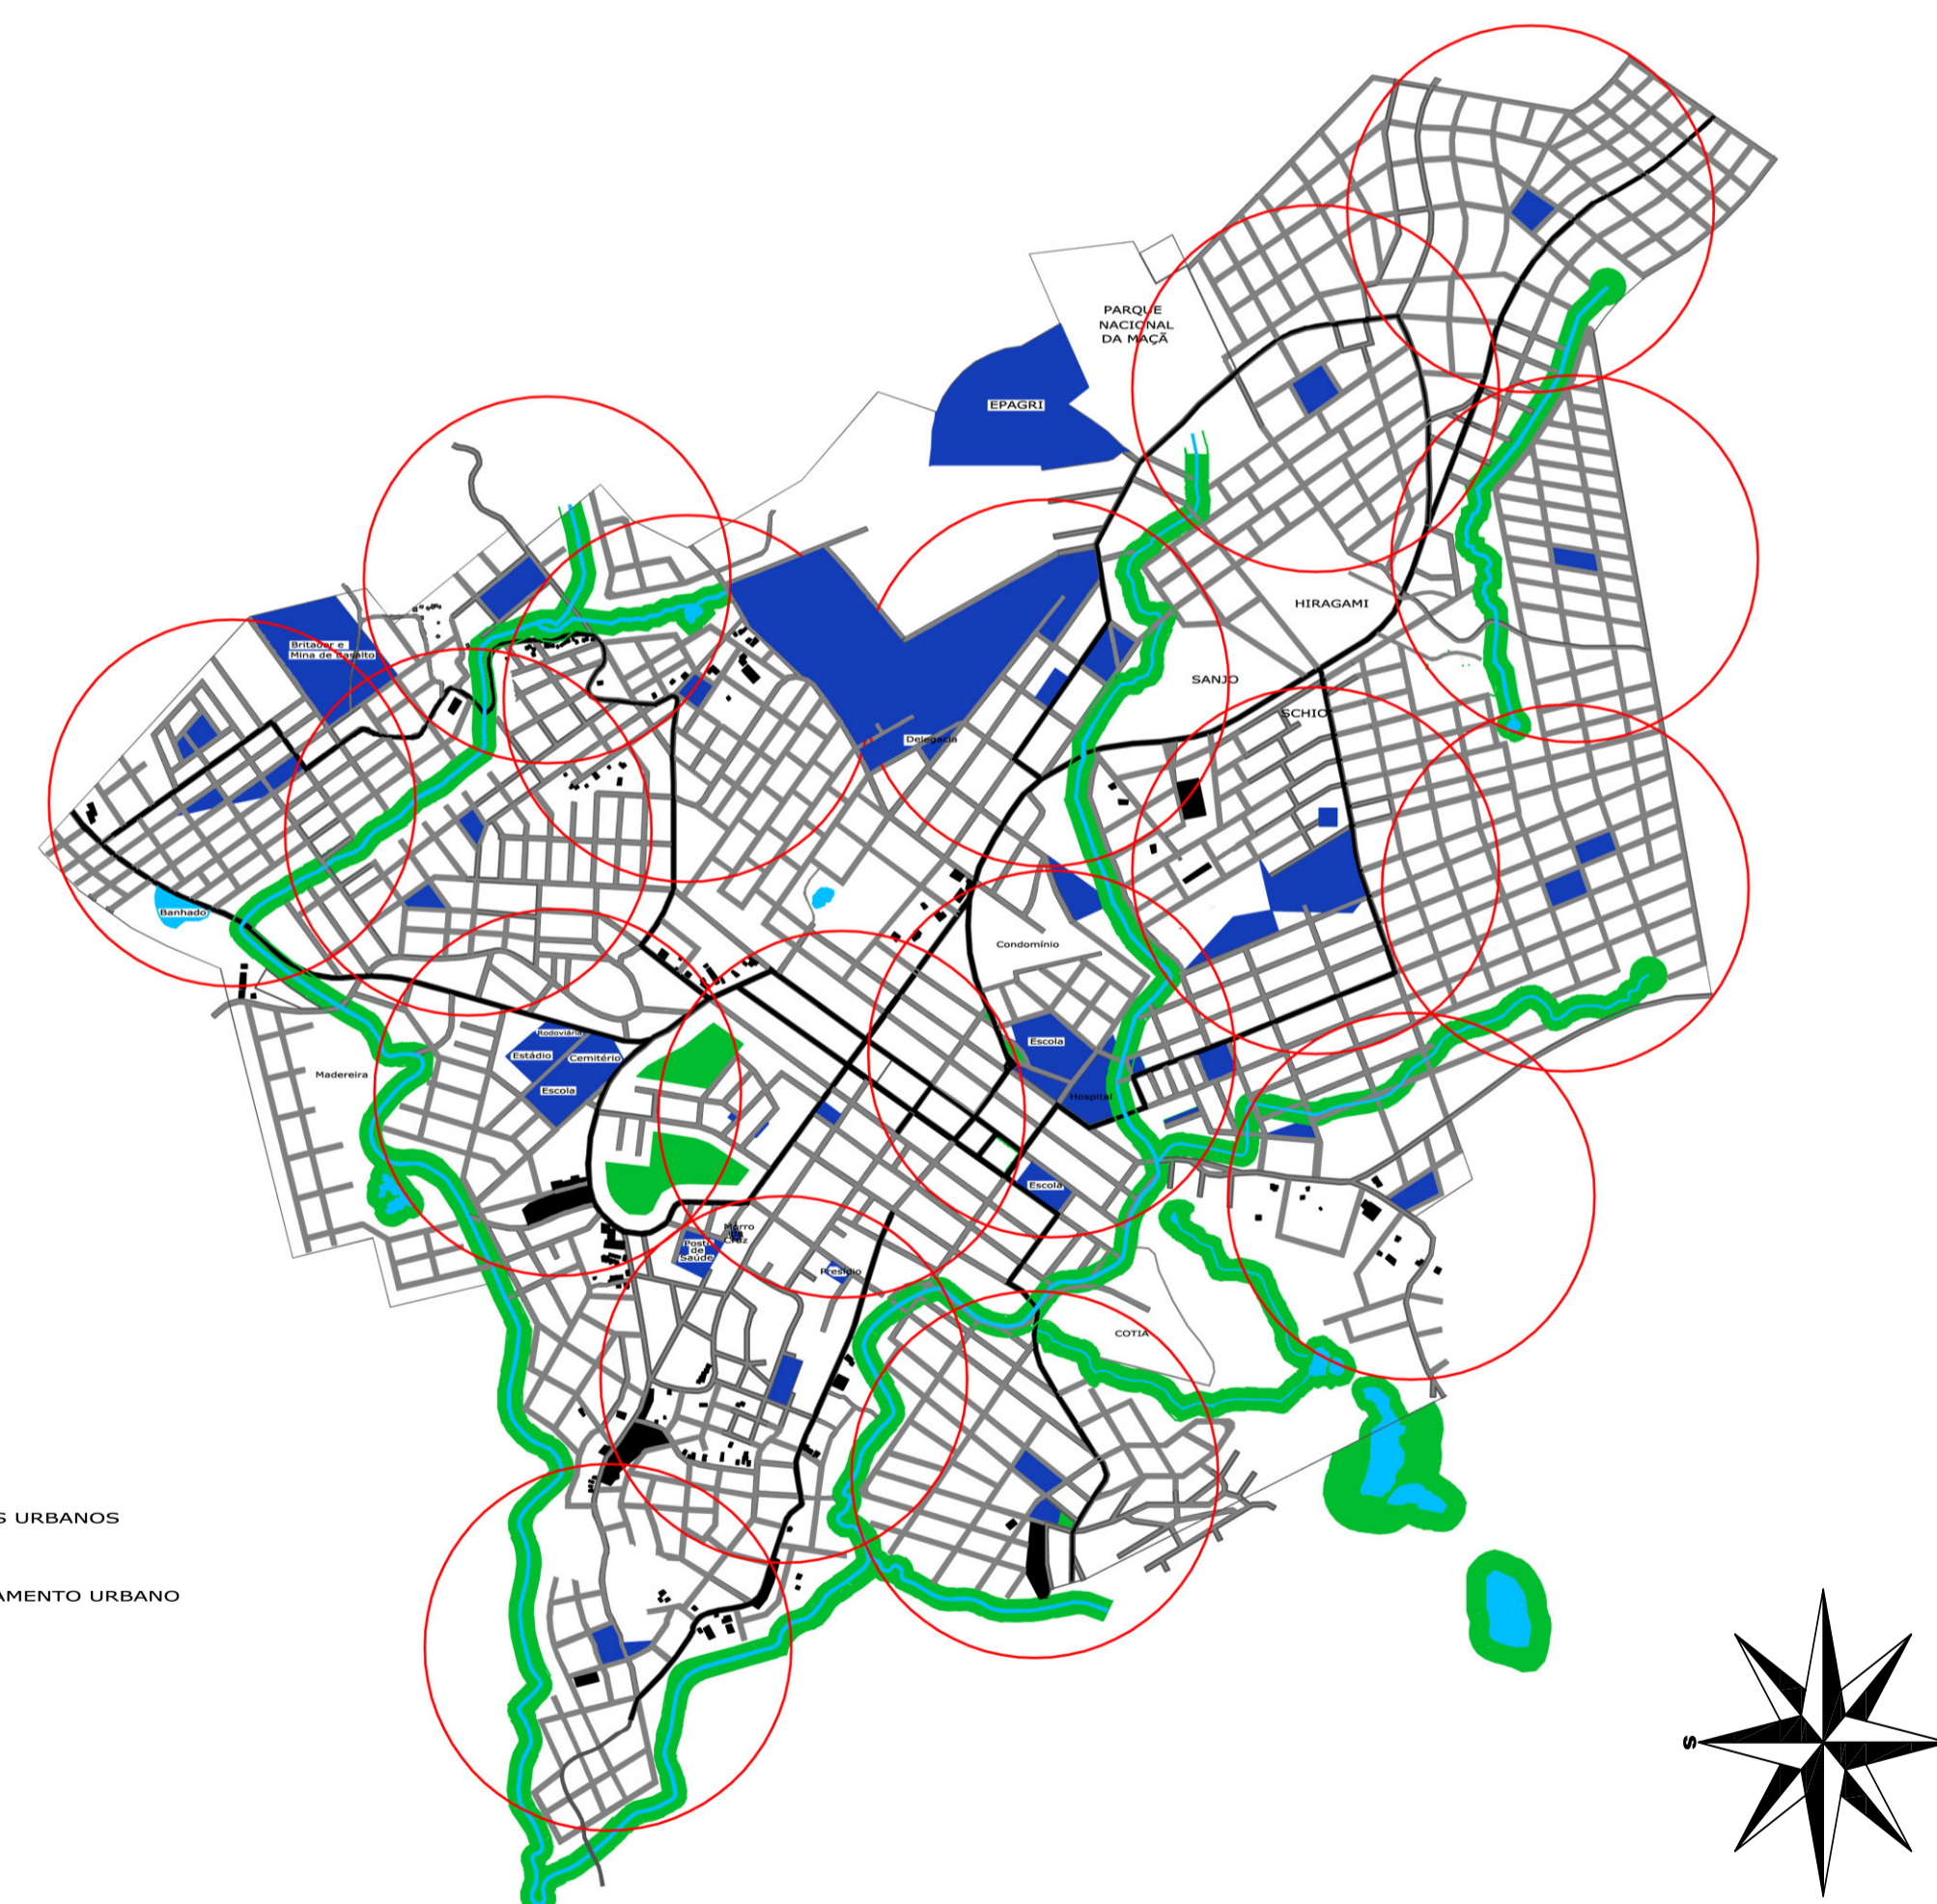 PARQUE
NACIONAL
DA MAÇÃ
EPAGRI
HIRAGAMI
Britador e
Mina de Basalto
SANJO
SCHIO
Delegacia
Banhado
Condomínio
Rodoviária
Estádio
Cemitério
Escola
Escola
Madereira
Hospital
Escola
Morro
da
Cruz
Posto
de
Saúde
Presídio
COTIA
S URBANOS
AMENTO URBANO
S